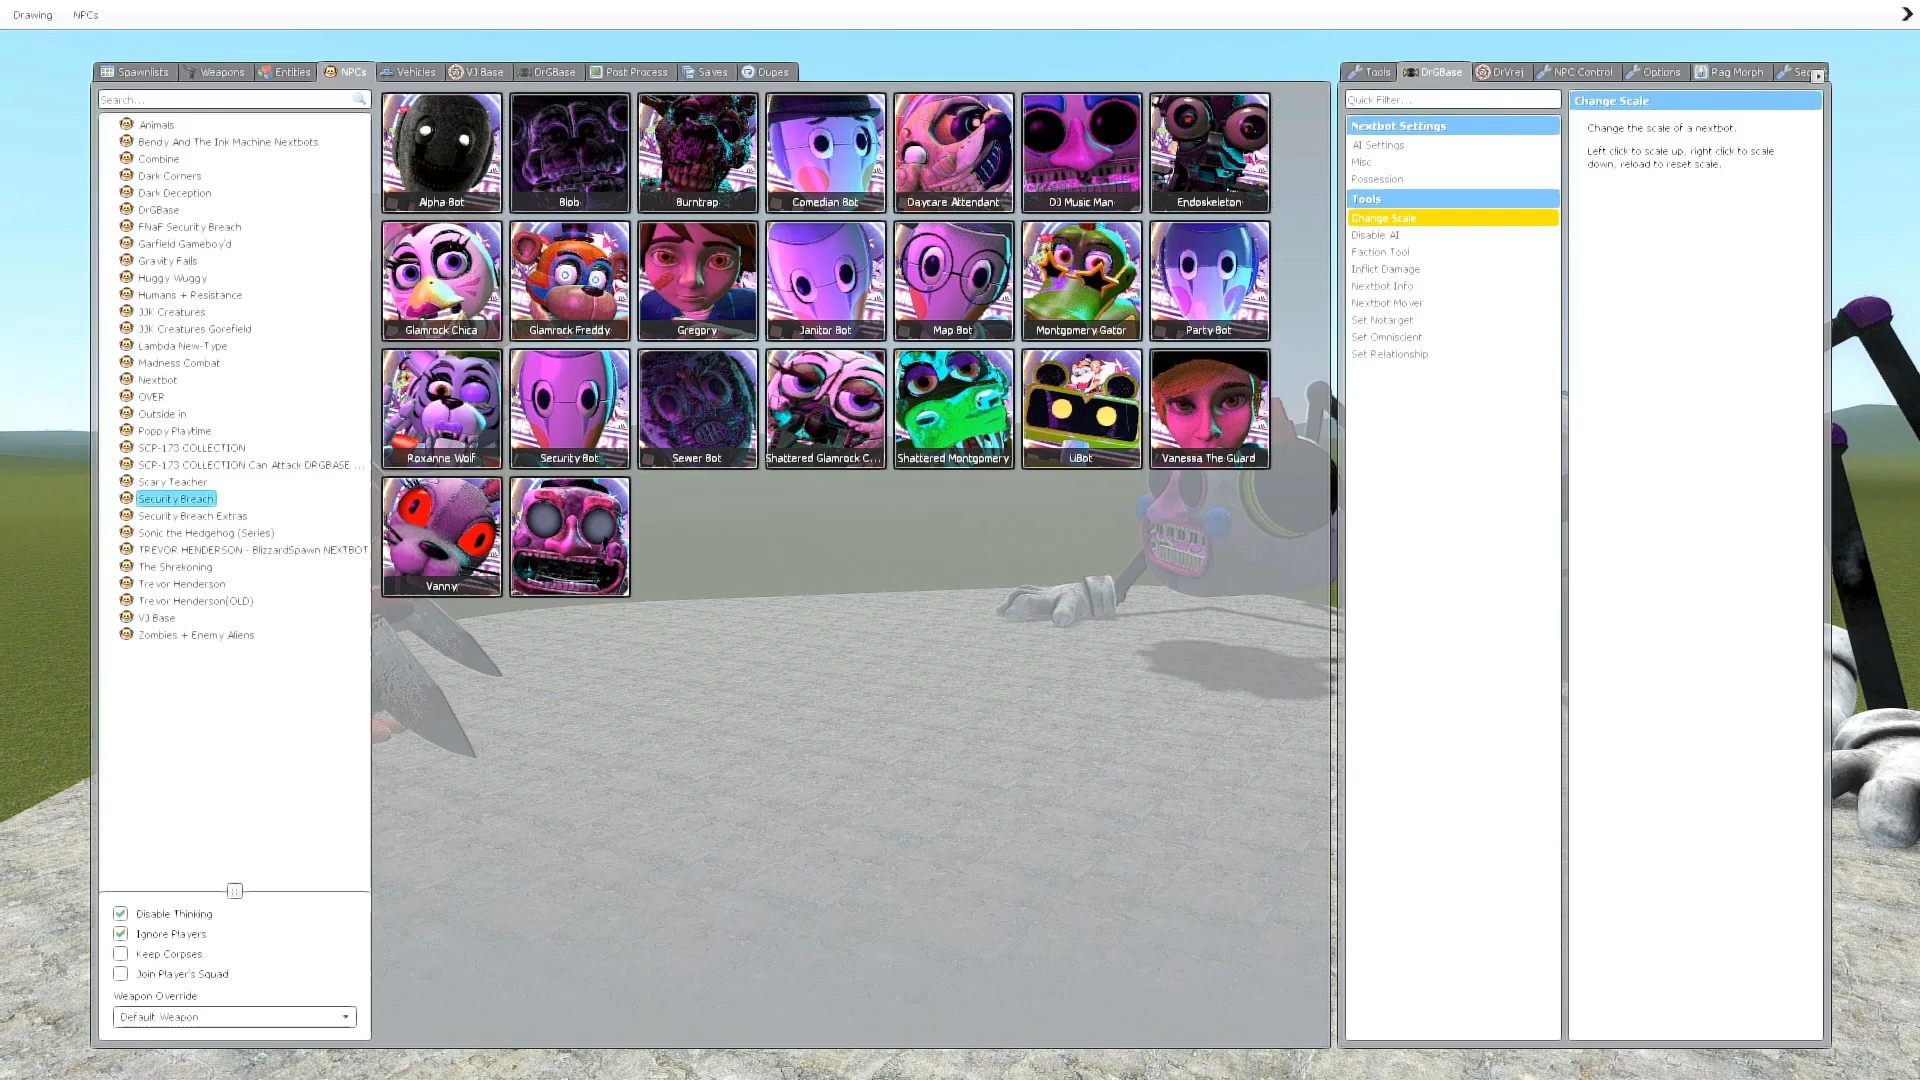 Drawing NPCs
Spawnlists Weapons Entities NPCs Vehicles VJ Base DrGBase Post Process Saves Dupes
Search...
Animals
Bendy And The Ink Machine Nextbots
Combine
Dark Corners
Dark Deception
DrGBase
FNaF Security Breach
Garfield Gameboy'd
Gravity Falls
Huggy Wuggy
Humans + Resistance
JJK Creatures
JJK Creatures Gorefield
Lambda New-Type
Madness Combat
Nextbot
OVER
Outside in
Poppy Playtime
SCP-173 COLLECTION
SCP-173 COLLECTION Can Attack DRGBASE ...
Scary Teacher
Security Breach
Security Breach Extras
Sonic the Hedgehog (Series)
TREVOR HENDERSON - BlizzardSpawn NEXTBOT
The Shrekoning
Trevor Henderson
Trevor Henderson(OLD)
VJ Base
Zombies + Enemy Aliens
Disable Thinking
Ignore Players
Keep Corpses
Join Player's Squad
Weapon Override
Default Weapon
Alpha Bot Blob Burntrap Comedian Bot Daycare Attendant DJ Music Man Endoskeleton
Glamrock Chica Glamrock Freddy Gregory Janitor Bot Map Bot Montgomery Gator Party Bot
Roxanne Wolf Security Bot Sewer Bot Shattered Glamrock C... Shattered Montgomery UBot Vanessa The Guard
Vanny
Tools DrGBase DrVrej NPC Control Options Rag Morph
Quick Filter...
Nextbot Settings
AI Settings
Misc
Possession
Tools
Change Scale
Disable AI
Faction Tool
Inflict Damage
Nextbot Info
Nextbot Mover
Set Notarget
Set Omniscient
Set Relationship
Change Scale
Change the scale of a nextbot.
Left click to scale up, right click to scale
down, reload to reset scale.